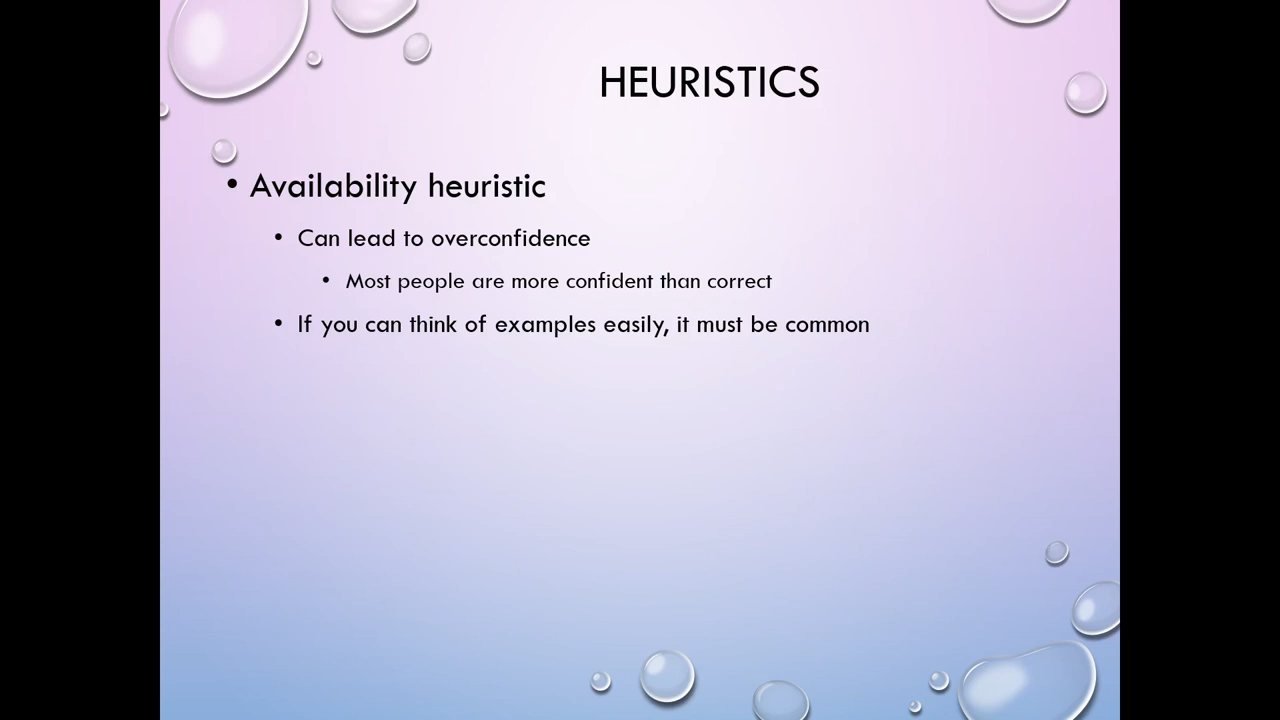 HEURISTICS
• Availability heuristic
• Can lead to overconfidence
• Most people are more confident than correct
• If you can think of examples easily, it must be common